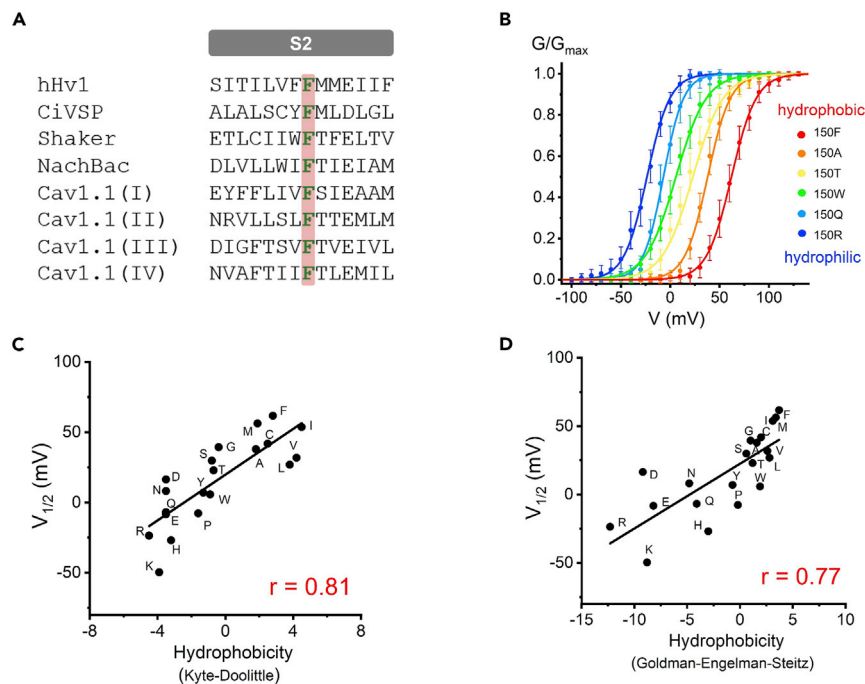 A
S2
hHv1 SITILVFFMMEIIF
CiVSP ALALSCYFMLDLGL
Shaker ETLCIIWFTFELTV
NachBac DLVLLWIFTIEIAM
Cav1.1(I) EYFFLIVFSIEAAM
Cav1.1(II) NRVLLSLFTTEMLM
Cav1.1(III) DIGFTSVFTVEIVL
Cav1.1(IV) NVAFTIIFTLEMIL
B
G/Gmax
1.0
0.8
0.6
0.4
0.2
0.0
-100 -50 0 50 100
V (mV)
hydrophobic
150F
150A
150T
150W
150Q
150R
hydrophilic
C
V1/2 (mV)
100
50
0
-50
-100
F
M
I
G
C
S
A
V
T
L
D
Y
N
W
Q
E
P
R
H
K
r = 0.81
-8 -4 0 4 8
Hydrophobicity
(Kyte-Doolittle)
D
V1/2 (mV)
100
50
0
-50
-100
F
I
M
G
C
A
S
V
T
L
D
W
N
Y
E
Q
P
R
H
K
r = 0.77
-15 -10 -5 0 5 10
Hydrophobicity
(Goldman-Engelman-Steitz)